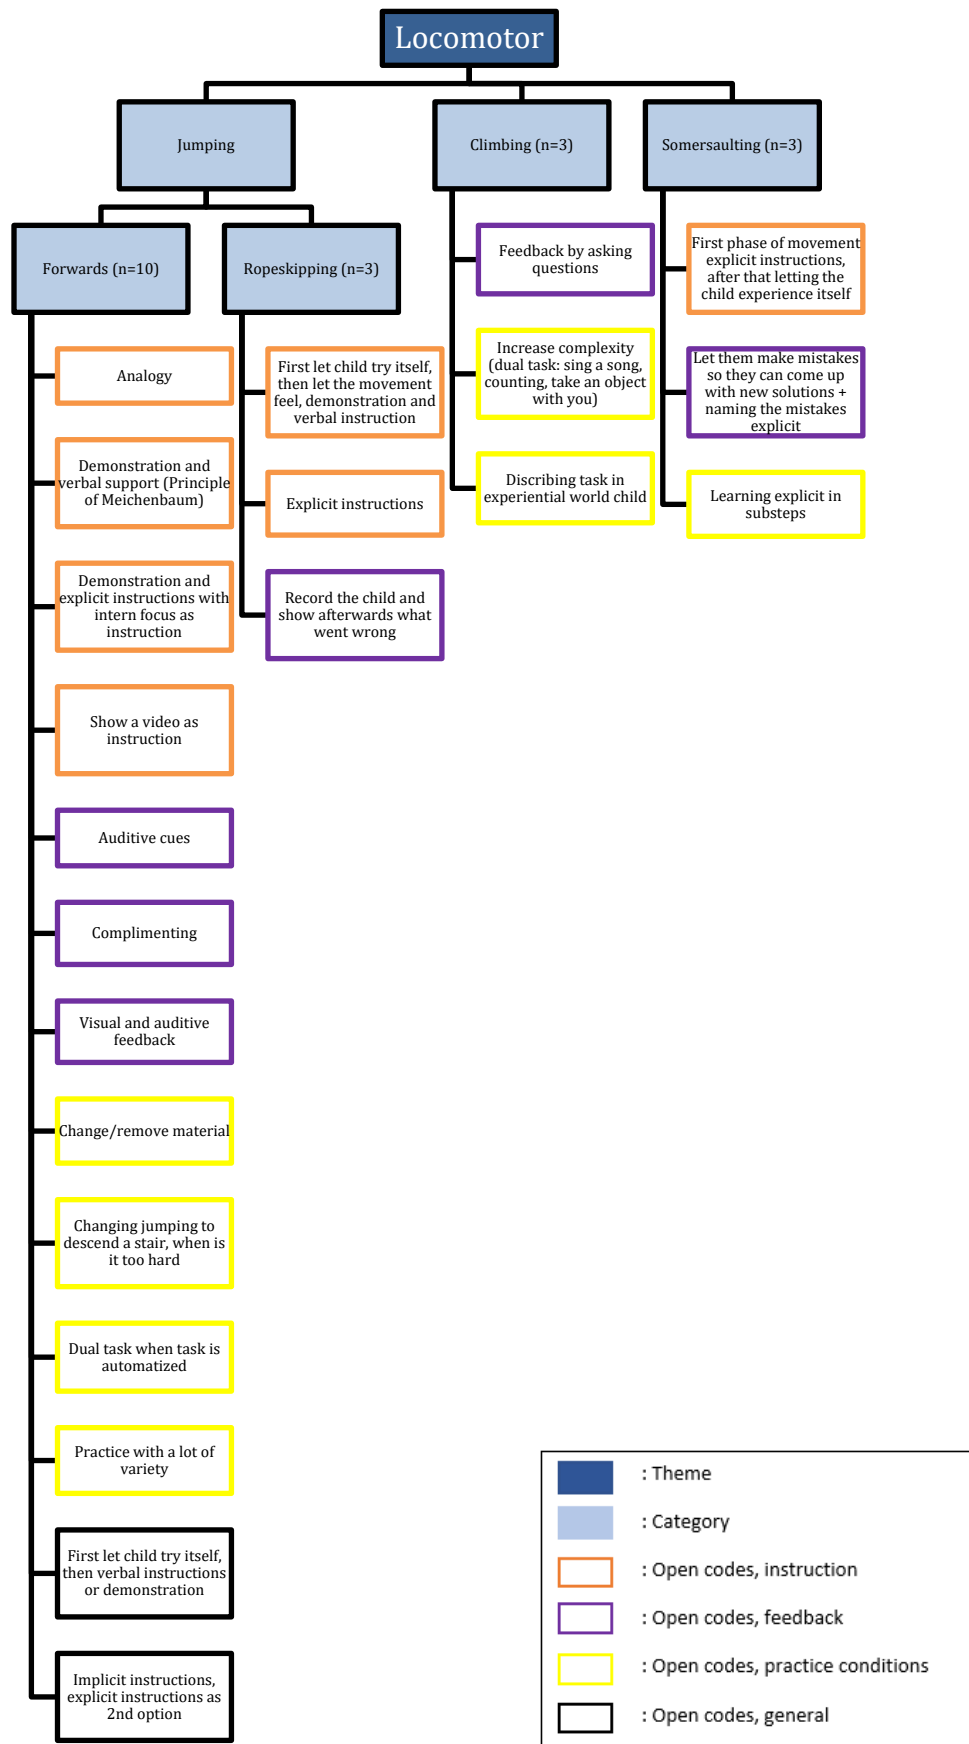 Locomotor
Jumping
Climbing (n=3)
Somersaulting (n=3)
Forwards (n=10)
Ropeskipping (n=3)
Analogy
Demonstration and
verbal support (Principle
of Meichenbaum)
Demonstration and
explicit instructions with
intern focus as
instruction
Show a video as
instruction
Auditive cues
Complimenting
Visual and auditive
feedback
Change/remove material
Changing jumping to
descend a stair, when is
it too hard
Dual task when task is
automatized
Practice with a lot of
variety
First let child try itself,
then verbal instructions
or demonstration
Implicit instructions,
explicit instructions as
2nd option
First let child try itself,
then let the movement
feel, demonstration and
verbal instruction
Explicit instructions
Record the child and
show afterwards what
went wrong
Feedback by asking
questions
Increase complexity
(dual task: sing a song,
counting, take an object
with you)
Discribing task in
experiential world child
First phase of movement
explicit instructions,
after that letting the
child experience itself
Let them make mistakes
so they can come up
with new solutions +
naming the mistakes
explicit
Learning explicit in
substeps
: Theme
: Category
: Open codes, instruction
: Open codes, feedback
: Open codes, practice conditions
: Open codes, general